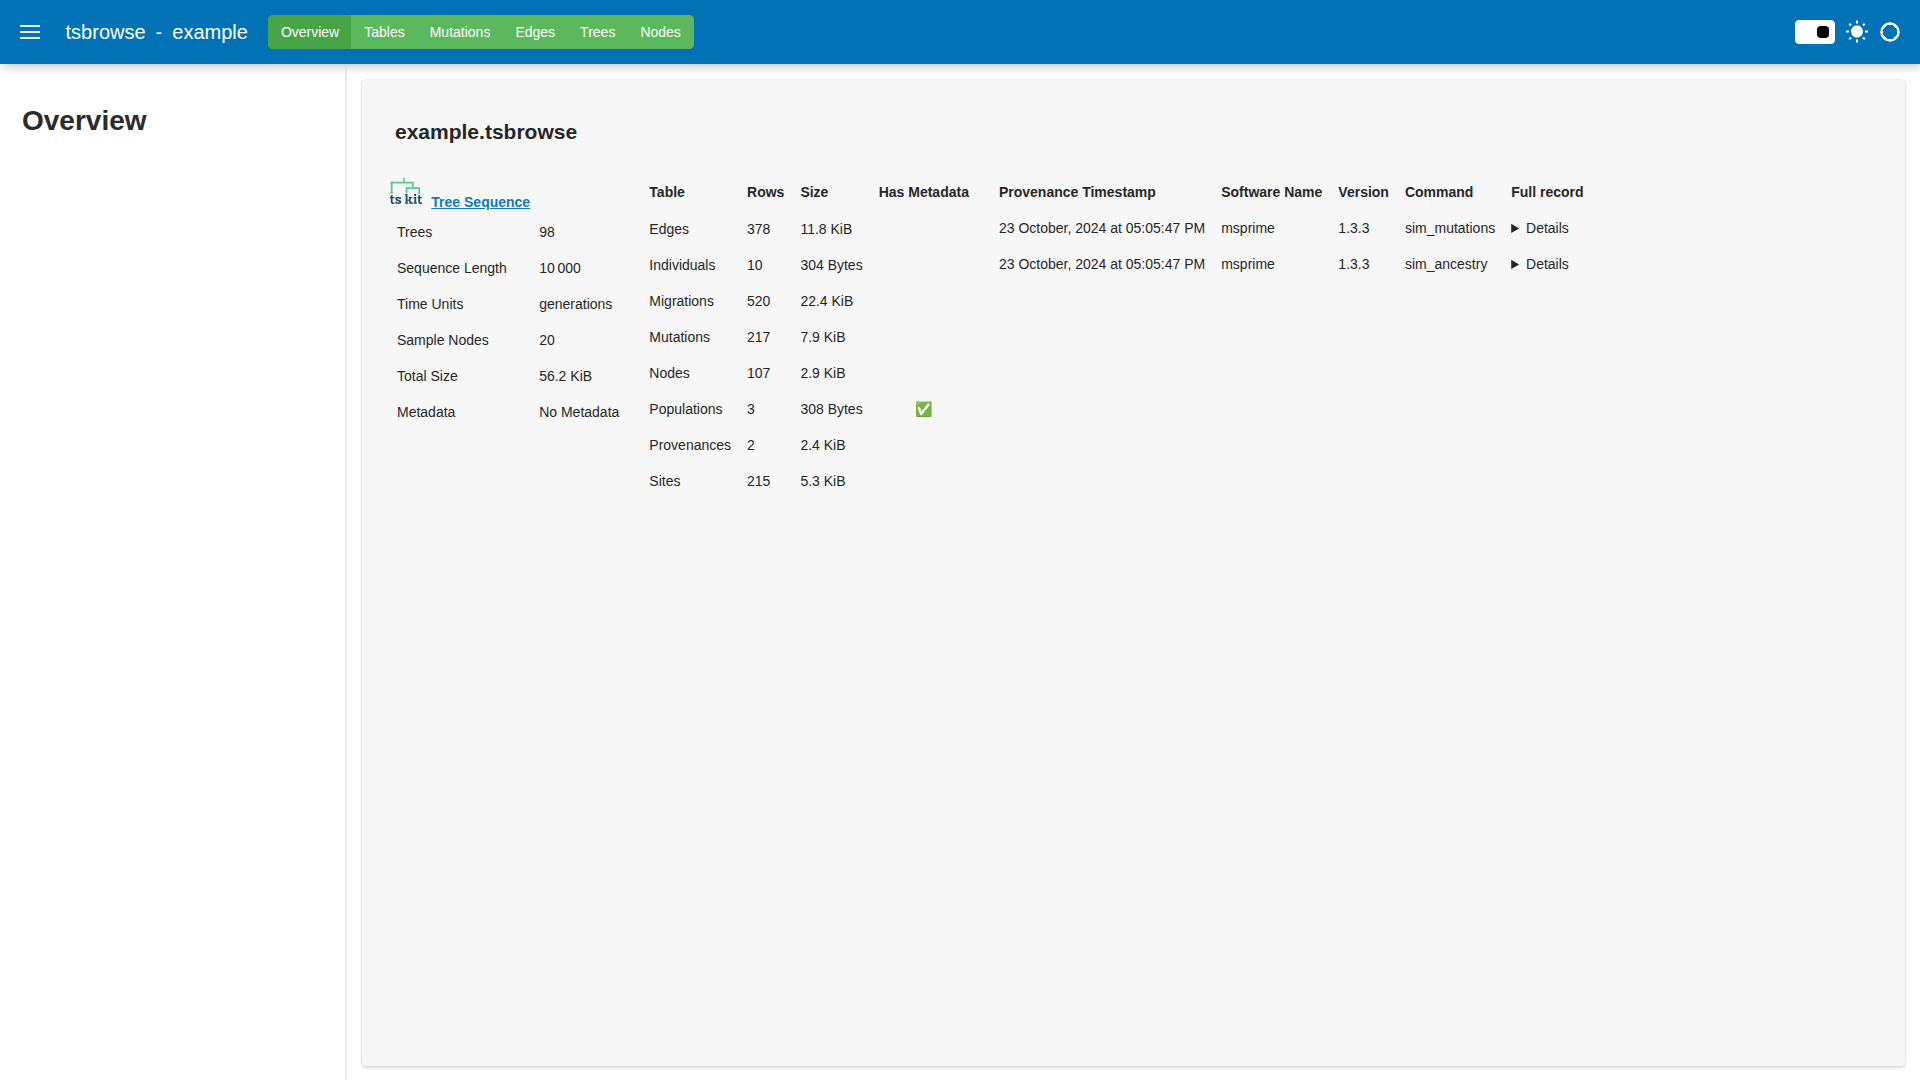 tsbrowse - example
Overview Tables Mutations Edges Trees Nodes
Overview
example.tsbrowse
ts kit Tree Sequence
Trees 98
Sequence Length 10 000
Time Units generations
Sample Nodes 20
Total Size 56.2 KiB
Metadata No Metadata
Table Rows Size Has Metadata
Edges 378 11.8 KiB
Individuals 10 304 Bytes
Migrations 520 22.4 KiB
Mutations 217 7.9 KiB
Nodes 107 2.9 KiB
Populations 3 308 Bytes ✅
Provenances 2 2.4 KiB
Sites 215 5.3 KiB
Provenance Timestamp Software Name Version Command Full record
23 October, 2024 at 05:05:47 PM msprime 1.3.3 sim_mutations Details
23 October, 2024 at 05:05:47 PM msprime 1.3.3 sim_ancestry Details